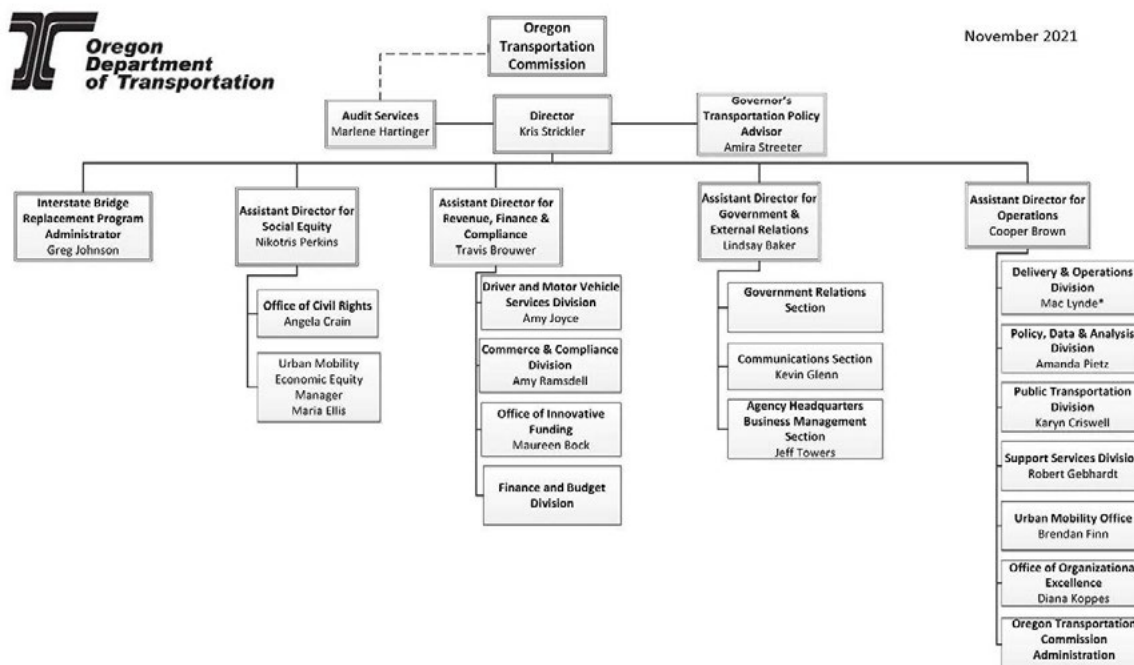 Oregon
Department
of Transportation
November 2021
Oregon
Transportation
Commission
Audit Services
Marlene Hartinger
Director
Kris Strickler
Governor's
Transportation Policy
Advisor
Amira Streeter
Interstate Bridge
Replacement Program
Administrator
Greg Johnson
Assistant Director for
Social Equity
Nikotris Perkins
Assistant Director for
Revenue, Finance &
Compliance
Travis Brouwer
Assistant Director for
Government &
External Relations
Lindsay Baker
Assistant Director for
Operations
Cooper Brown
Office of Civil Rights
Angela Crain
Urban Mobility
Economic Equity
Manager
Maria Ellis
Driver and Motor Vehicle
Services Division
Amy Joyce
Commerce & Compliance
Division
Amy Ramsdell
Office of Innovative
Funding
Maureen Bock
Finance and Budget
Division
Government Relations
Section
Communications Section
Kevin Glenn
Agency Headquarters
Business Management
Section
Jeff Towers
Delivery & Operations
Division
Mac Lynde*
Policy, Data & Analysis
Division
Amanda Pietz
Public Transportation
Division
Karyn Criswell
Support Services Division
Robert Gebhardt
Urban Mobility Office
Brendan Finn
Office of Organizational
Excellence
Diana Koppes
Oregon Transportation
Commission
Administration